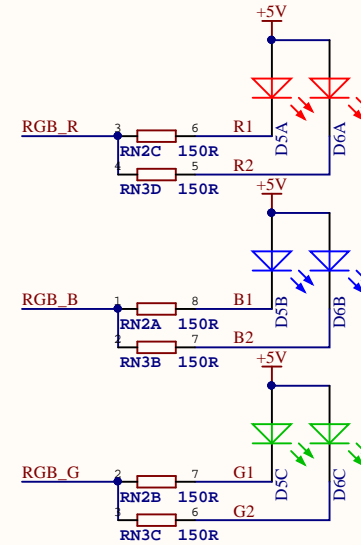 +5V
RGB_R 3 6 R1
RN2C 150R
4 5 R2
RN3D 150R
D5A D6A
+5V
RGB_B 1 8 B1
RN2A 150R
2 7 B2
RN3B 150R
D5B D6B
+5V
RGB_G 2 7 G1
RN2B 150R
3 6 G2
RN3C 150R
D5C D6C